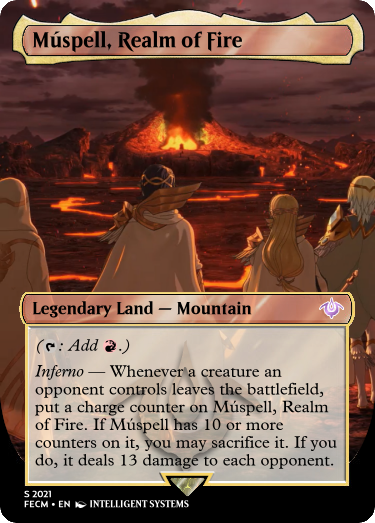 Múspell, Realm of Fire
Legendary Land — Mountain
(T: Add R.)
Inferno — Whenever a creature an
opponent controls leaves the battlefield,
put a charge counter on Múspell, Realm
of Fire. If Múspell has 10 or more
counters on it, you may sacrifice it. If you
do, it deals 13 damage to each opponent.
S 2021
FECM • EN INTELLIGENT SYSTEMS